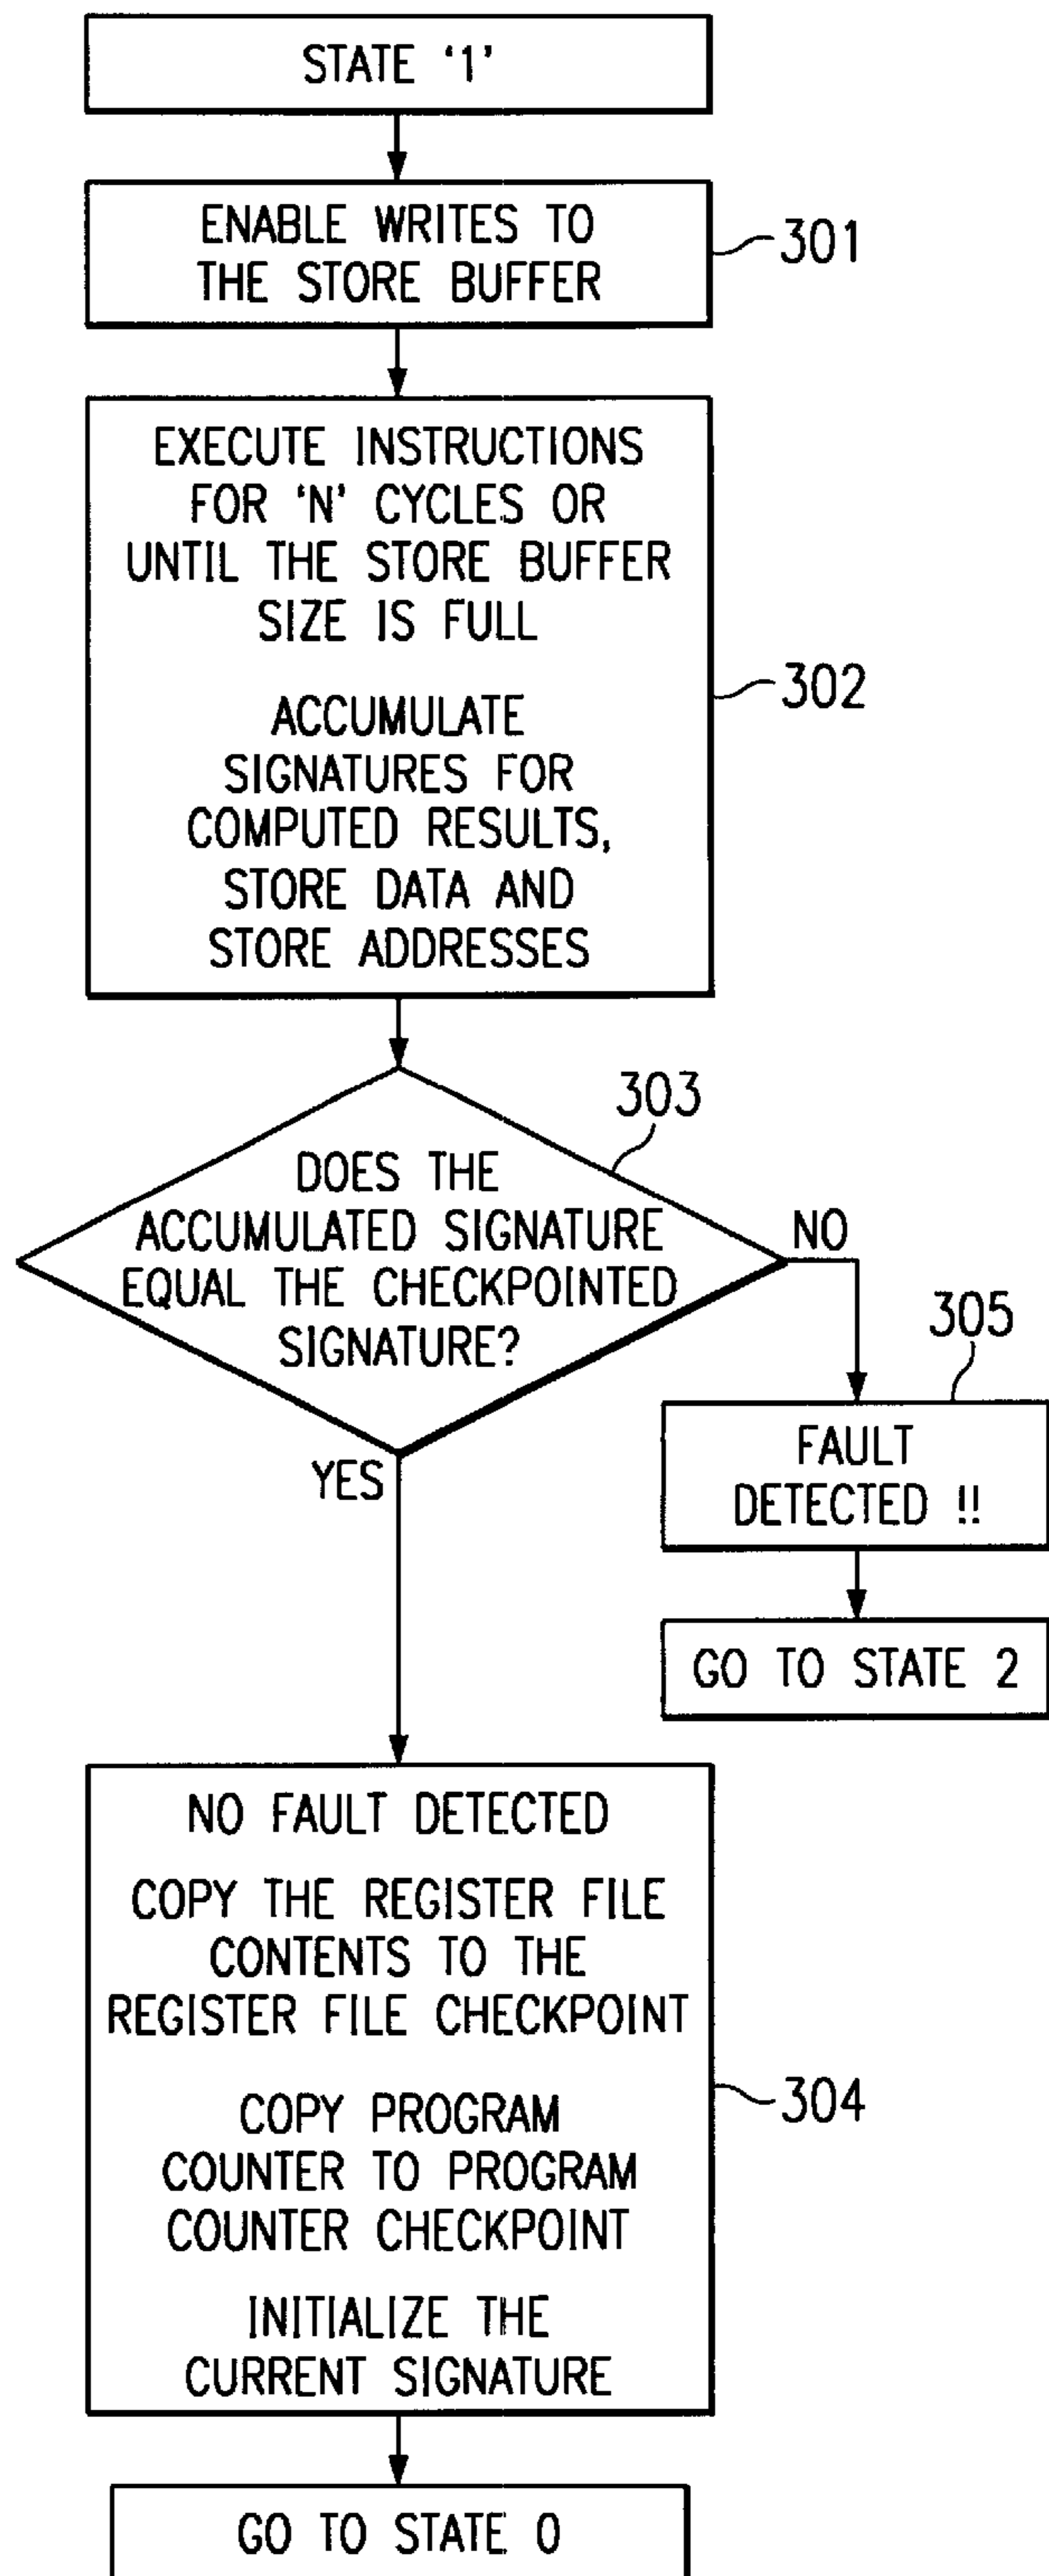 STATE ‘1’
ENABLE WRITES TO
THE STORE BUFFER
301
EXECUTE INSTRUCTIONS
FOR ‘N’ CYCLES OR
UNTIL THE STORE BUFFER
SIZE IS FULL
ACCUMULATE
SIGNATURES FOR
COMPUTED RESULTS,
STORE DATA AND
STORE ADDRESSES
302
303
DOES THE
ACCUMULATED SIGNATURE
EQUAL THE CHECKPOINTED
SIGNATURE?
NO
YES
305
FAULT
DETECTED !!
GO TO STATE 2
NO FAULT DETECTED
COPY THE REGISTER FILE
CONTENTS TO THE
REGISTER FILE CHECKPOINT
COPY PROGRAM
COUNTER TO PROGRAM
COUNTER CHECKPOINT
INITIALIZE THE
CURRENT SIGNATURE
304
GO TO STATE 0